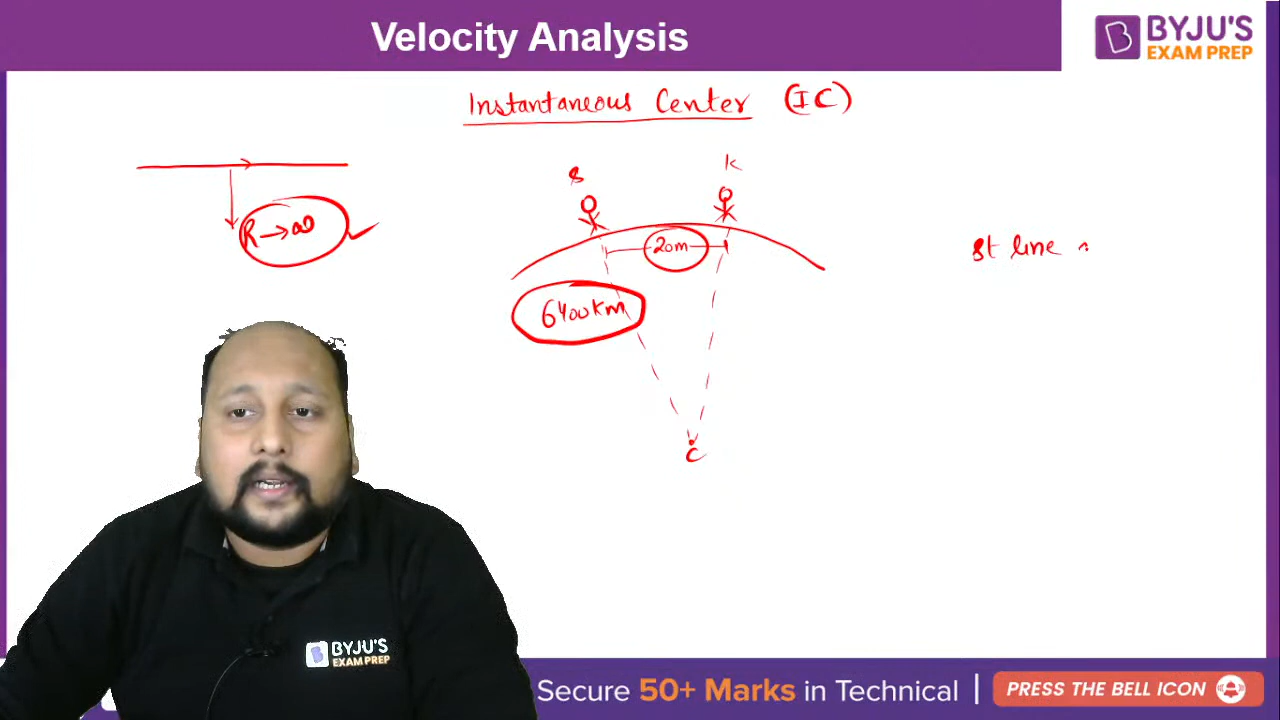 Velocity Analysis
BYJU'S
EXAM PREP
Instantaneous Center (IC)
S
K
R→∞
20m
6400km
St line
C
BYJU'S
EXAM PREP
Secure 50+ Marks in Technical
PRESS THE BELL ICON